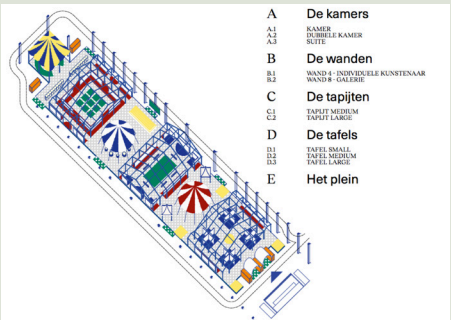 A De kamers
A.1 KAMER
A.2 DUBBELE KAMER
A.3 SUITE
B De wanden
B.1 WAND 4 - INDIVIDUELE KUNSTENAAR
B.2 WAND 8 - GALERIE
C De tapijten
C.1 TAPIJT MEDIUM
C.2 TAPIJT LARGE
D De tafels
D.1 TAFEL SMALL
D.2 TAFEL MEDIUM
D.3 TAFEL LARGE
E Het plein